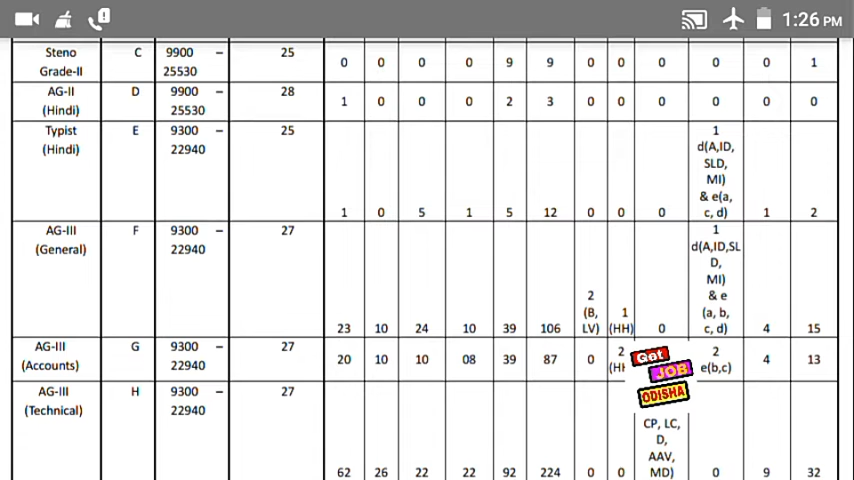 1:26 PM
Steno Grade-II C 9900 – 25530 25 0 0 0 0 9 9 0 0 0 0 0 1
AG-II (Hindi) D 9900 – 25530 28 1 0 0 0 2 3 0 0 0 0 0 0
Typist (Hindi) E 9300 – 22940 25 1 0 5 1 5 12 0 0 0 1 d(A,ID, SLD, MI) & e(a, c, d) 1 2
AG-III (General) F 9300 – 22940 27 23 10 24 10 39 106 2 (B, LV) 1 (HH) 0 1 d(A,ID,SL D, MI) & e (a, b, c, d) 4 15
AG-III (Accounts) G 9300 – 22940 27 20 10 10 08 39 87 0 2 2 e(b,c) 4 13
Got
JOB
ODISHA
AG-III (Technical) H 9300 – 22940 27 62 26 22 22 92 224 0 0 CP, LC, D, AAV, MD) 0 9 32